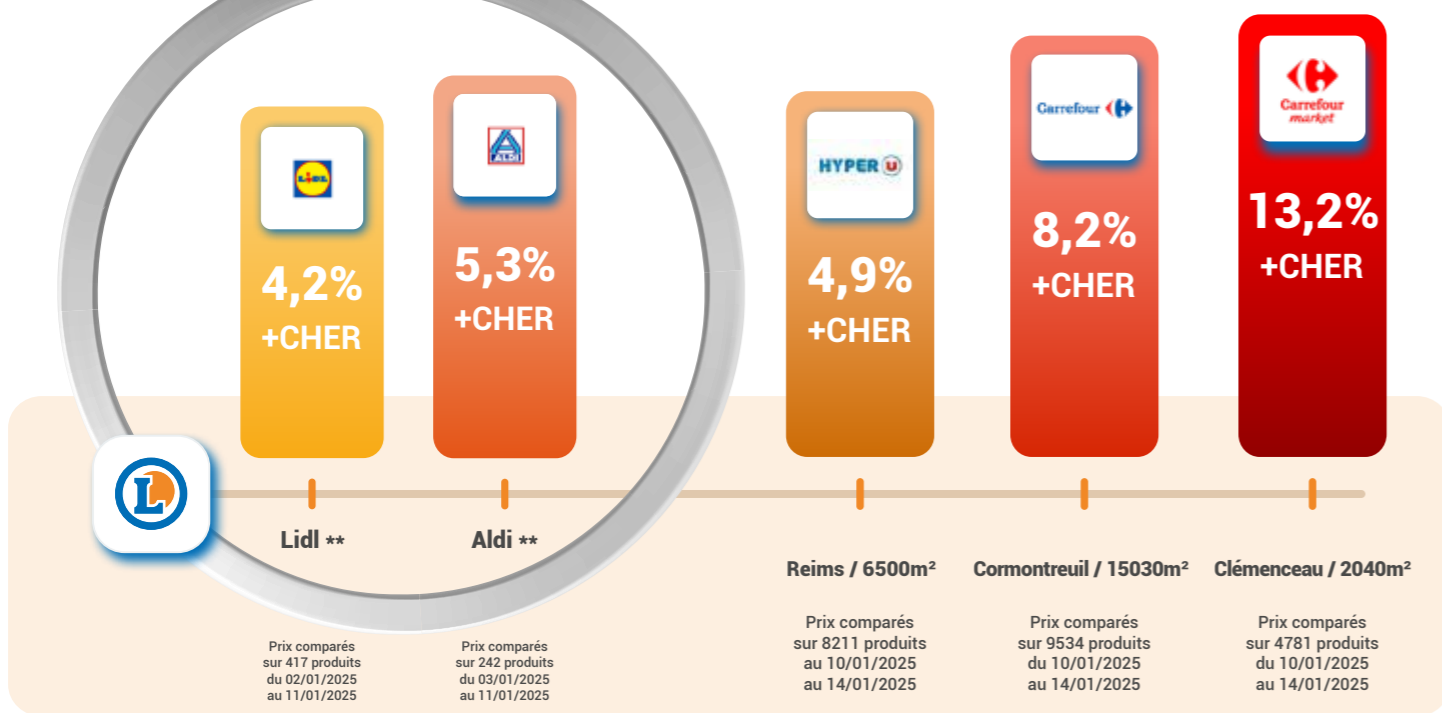 LIDL
4,2%
+CHER
ALDI
5,3%
+CHER
HYPER U
4,9%
+CHER
Carrefour
8,2%
+CHER
Carrefour
market
13,2%
+CHER
L
Lidl **
Aldi **
Reims / 6500m²
Cormontreuil / 15030m²
Clémenceau / 2040m²
Prix comparés
sur 417 produits
du 02/01/2025
au 11/01/2025
Prix comparés
sur 242 produits
du 03/01/2025
au 11/01/2025
Prix comparés
sur 8211 produits
au 10/01/2025
au 14/01/2025
Prix comparés
sur 9534 produits
du 10/01/2025
au 14/01/2025
Prix comparés
sur 4781 produits
du 10/01/2025
au 14/01/2025